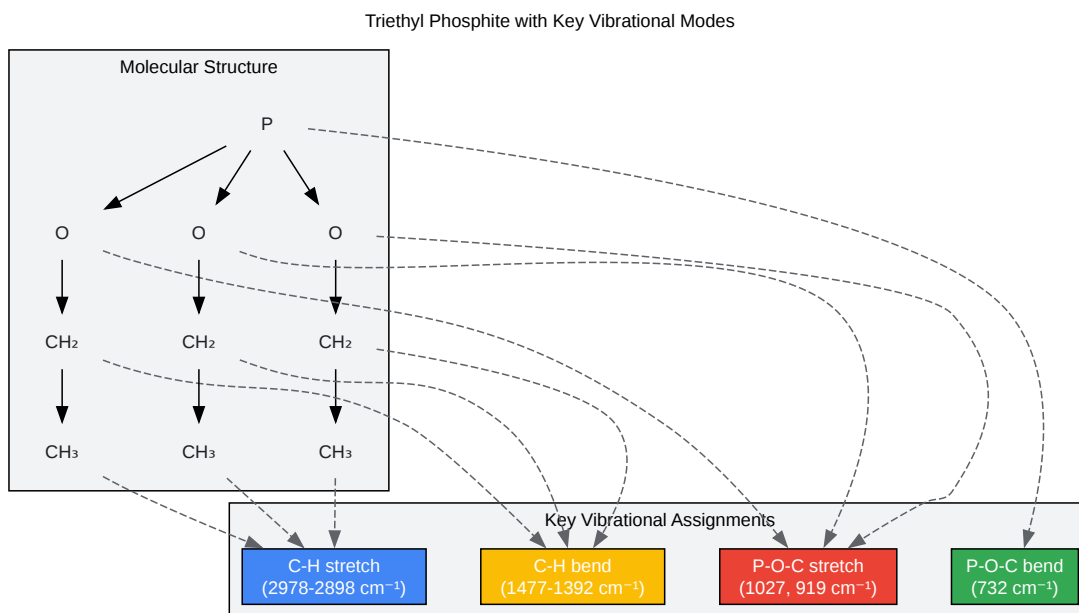 Triethyl Phosphite with Key Vibrational Modes
Molecular Structure
P
O O O
CH₂ CH₂ CH₂
CH₃ CH₃ CH₃
Key Vibrational Assignments
C-H stretch
(2978-2898 cm⁻¹)
C-H bend
(1477-1392 cm⁻¹)
P-O-C stretch
(1027, 919 cm⁻¹)
P-O-C bend
(732 cm⁻¹)